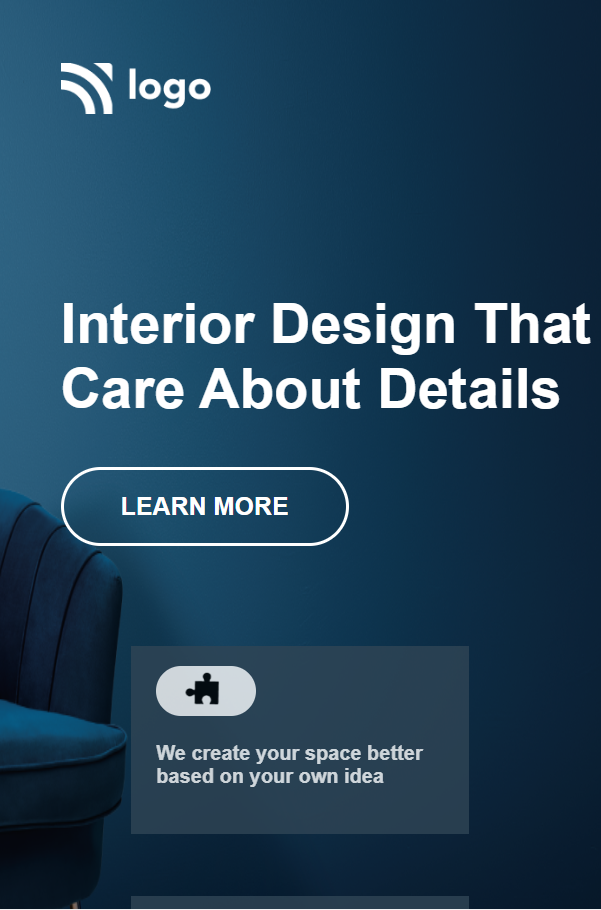 logo
Interior Design That
Care About Details
LEARN MORE
We create your space better
based on your own idea